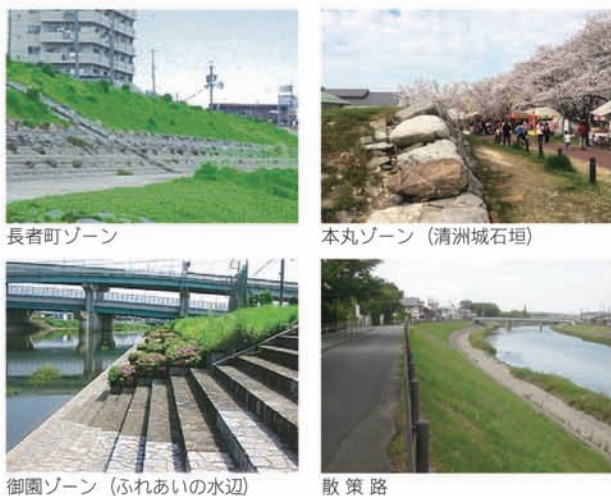 長者町ゾーン
本丸ゾーン（清洲城石垣）
御園ゾーン（ふれあいの水辺）
散 策 路